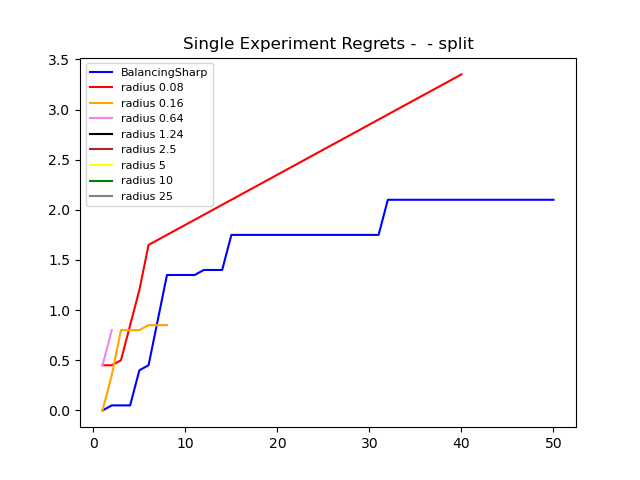 Single Experiment Regrets -  - split
3.5
3.0
2.5
2.0
1.5
1.0
0.5
0.0
BalancingSharp
radius 0.08
radius 0.16
radius 0.64
radius 1.24
radius 2.5
radius 5
radius 10
radius 25
0 10 20 30 40 50